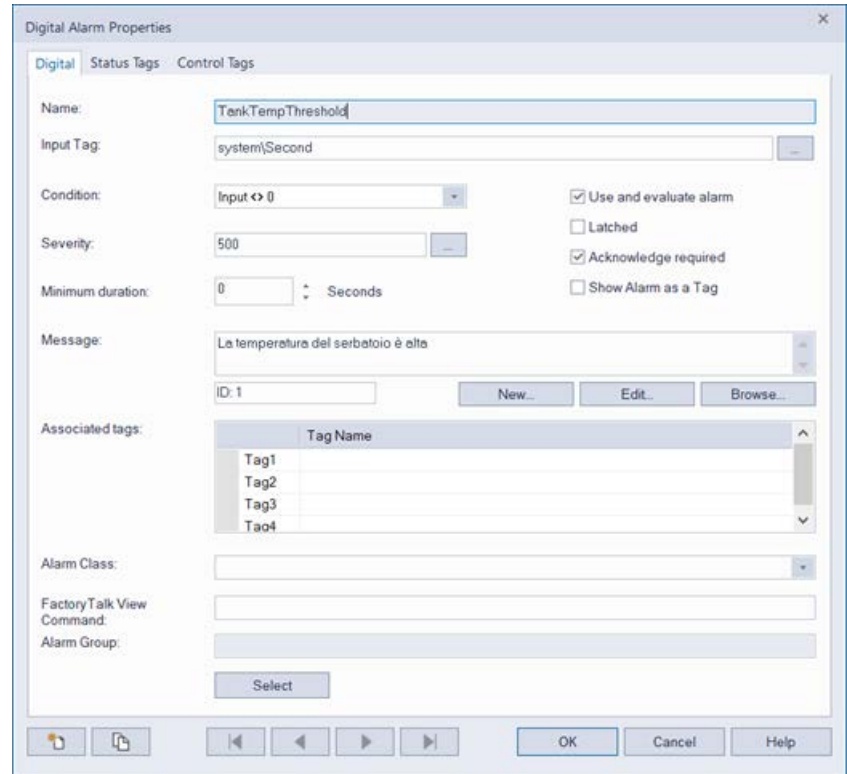 Digital Alarm Properties
Digital Status Tags Control Tags
Name: TankTempThreshold
Input Tag: system\Second ...
Condition: Input <> 0 Use and evaluate alarm
Latched
Severity: 500 ... Acknowledge required
Minimum duration: 0 Seconds Show Alarm as a Tag
Message: La temperatura del serbatoio è alta
ID: 1 New... Edit... Browse...
Associated tags: Tag Name
Tag1
Tag2
Tag3
Tag4
Alarm Class:
FactoryTalk View
Command:
Alarm Group:
Select
OK Cancel Help